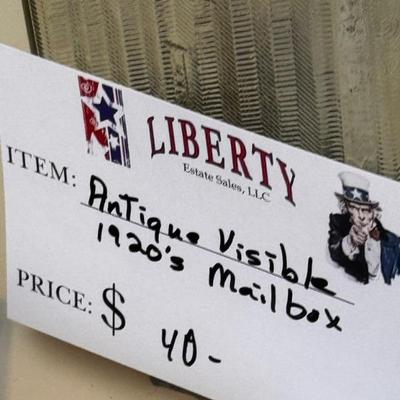 LIBERTY
Estate Sales, LLC
ITEM: Antique Visible
1920's Mailbox
PRICE: $ 40-